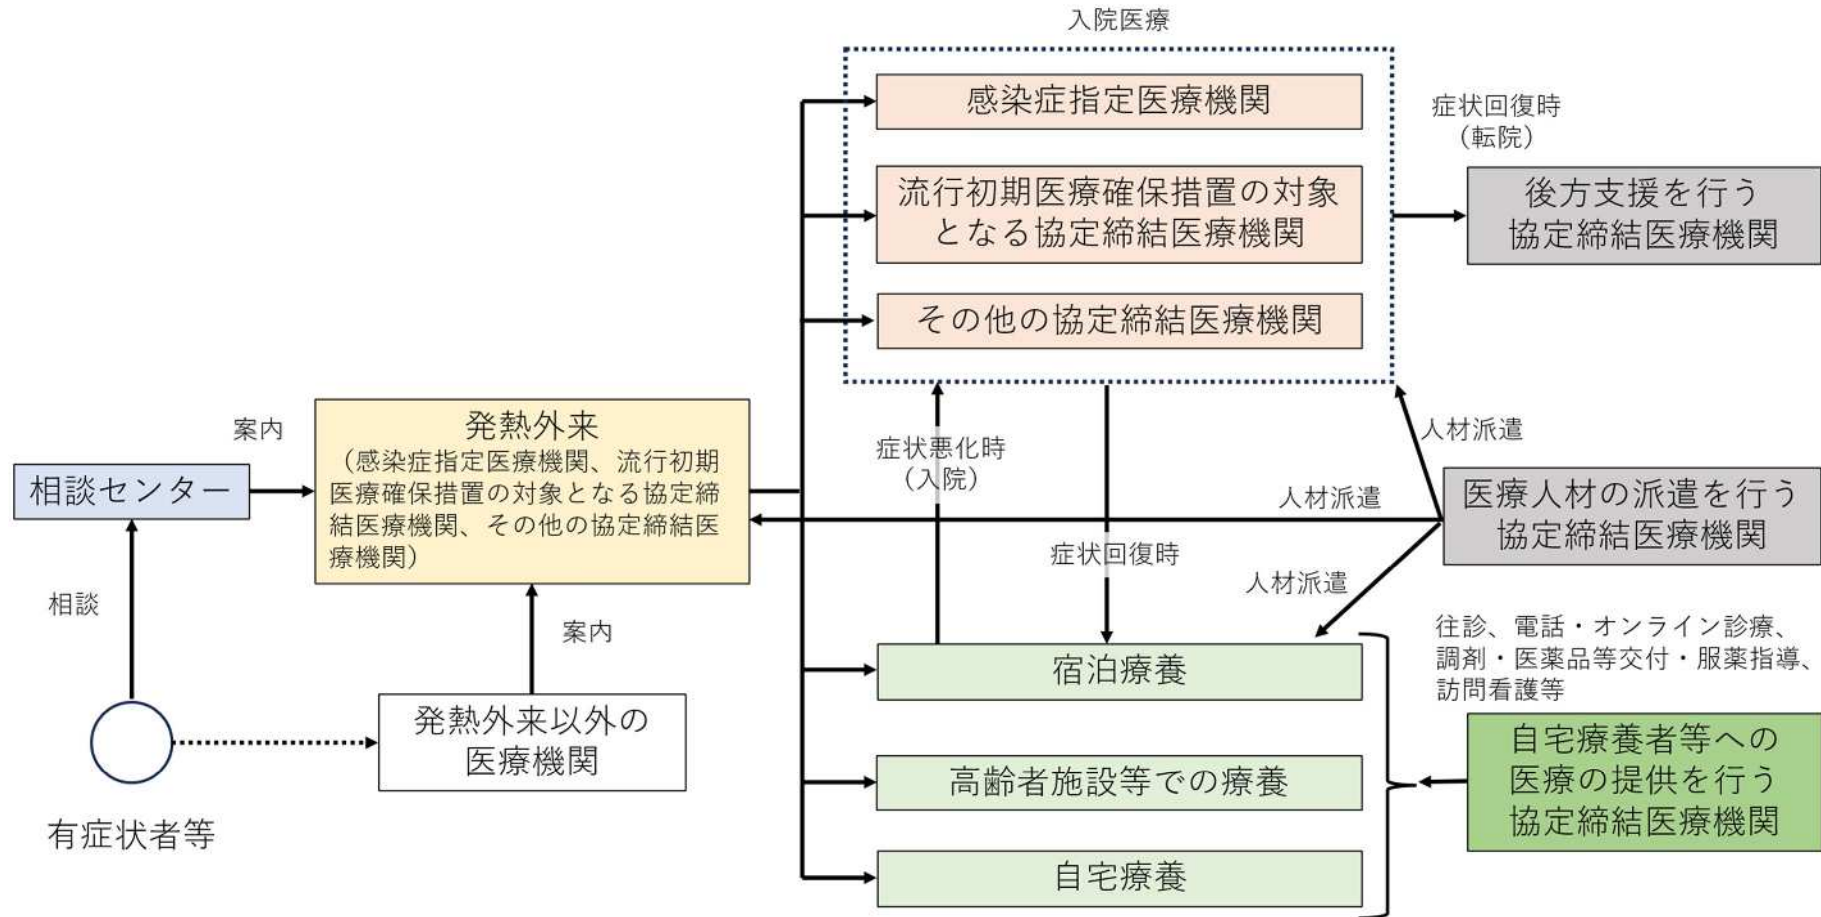 入院医療
感染症指定医療機関
症状回復時
（転院）
流行初期医療確保措置の対象
となる協定締結医療機関
後方支援を行う
協定締結医療機関
その他の協定締結医療機関
案内
発熱外来
（感染症指定医療機関、流行初期
医療確保措置の対象となる協定締
結医療機関、その他の協定締結医
療機関）
相談センター
症状悪化時
（入院）
人材派遣
人材派遣
医療人材の派遣を行う
協定締結医療機関
症状回復時
人材派遣
相談
案内
往診、電話・オンライン診療、
調剤・医薬品等交付・服薬指導、
訪問看護等
宿泊療養
発熱外来以外の
医療機関
有症状者等
高齢者施設等での療養
自宅療養者等への
医療の提供を行う
協定締結医療機関
自宅療養